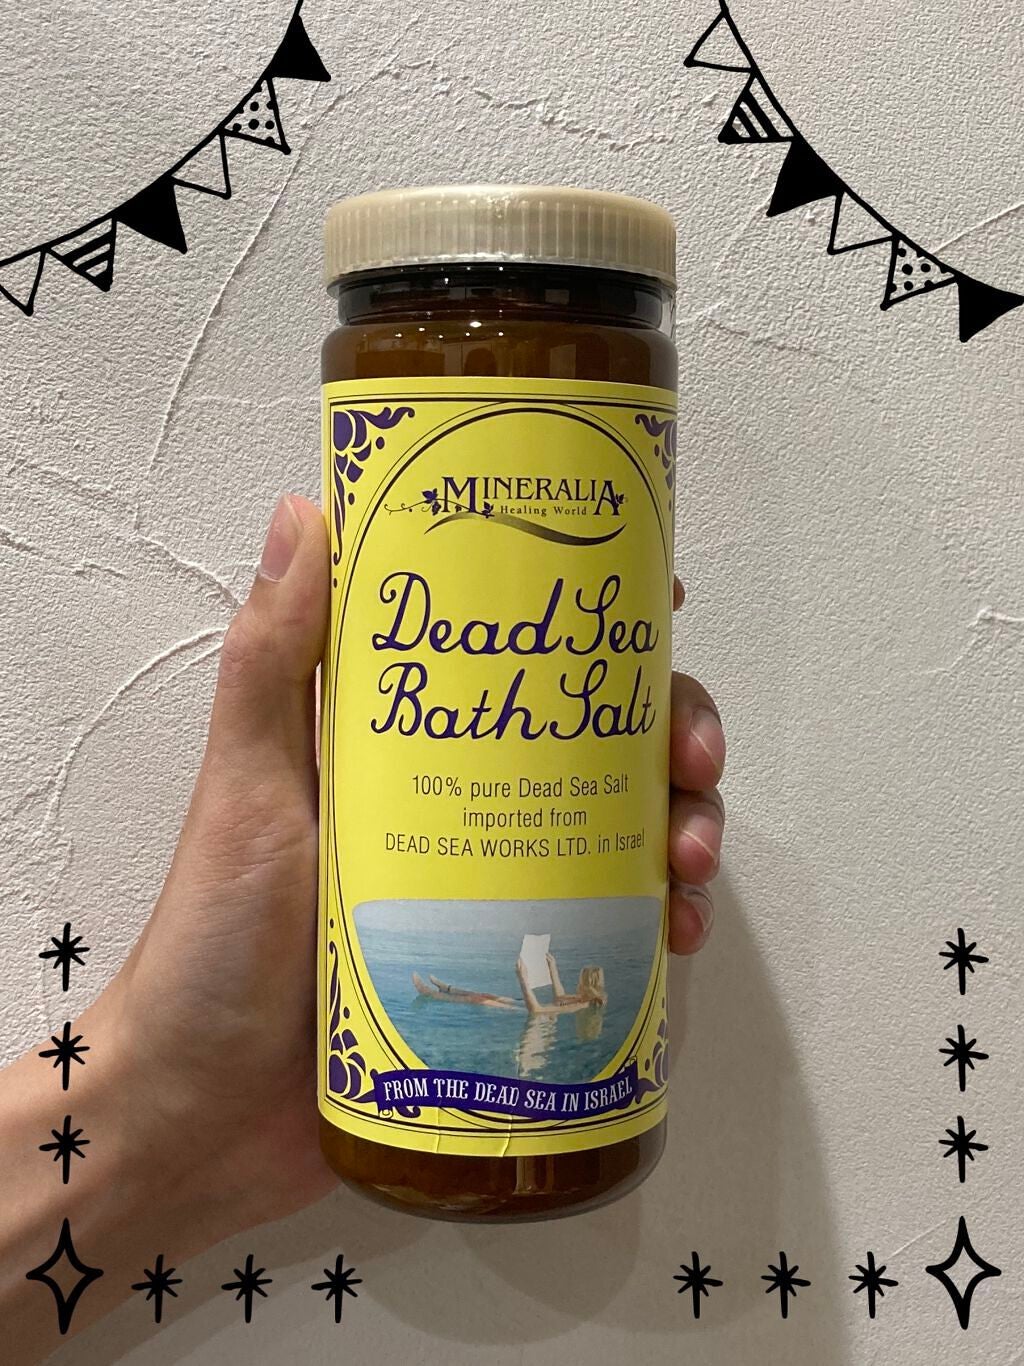 MINERALIA
Healing World
Dead Sea
Bath Salt
100% pure Dead Sea Salt
imported from
DEAD SEA WORKS LTD. in Israel
FROM THE DEAD SEA IN ISRAEL